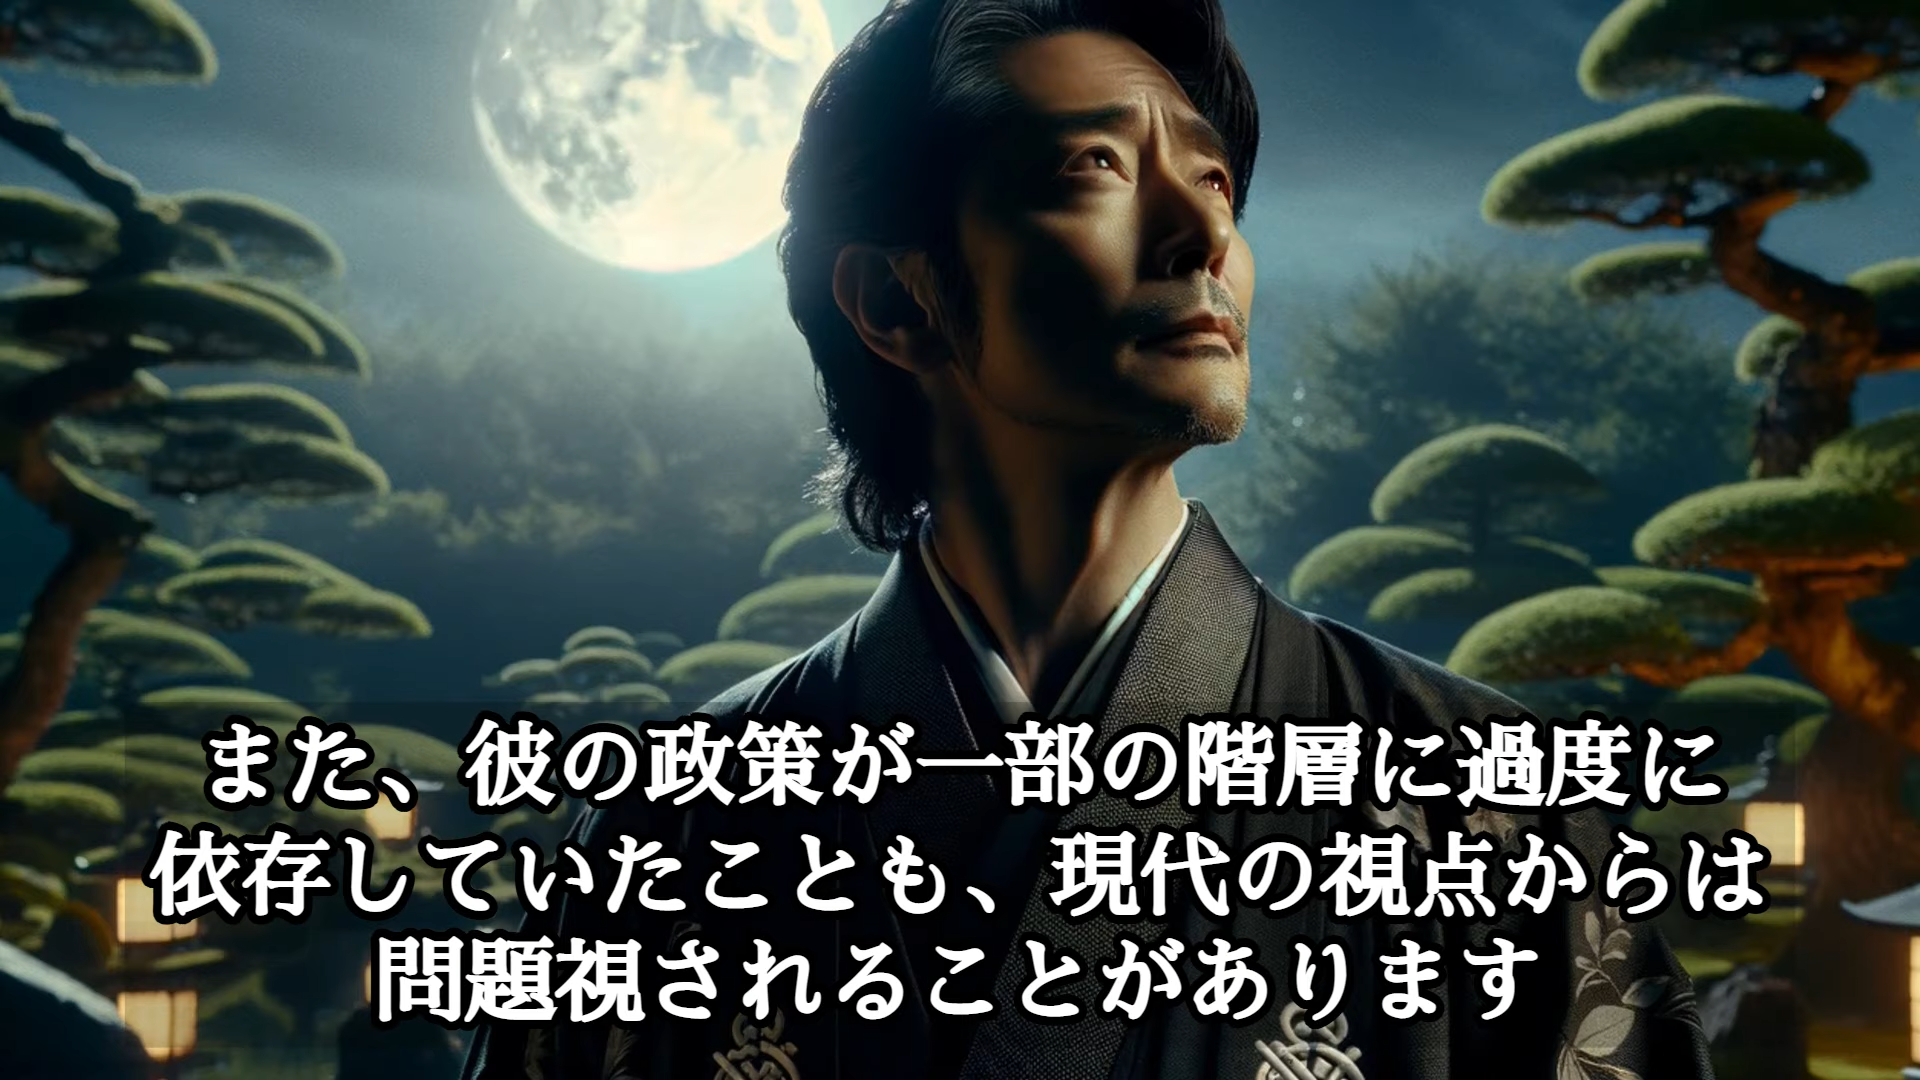 また、彼の政策が一部の階層に過度に
依存していたことも、現代の視点からは
問題視されることがあります